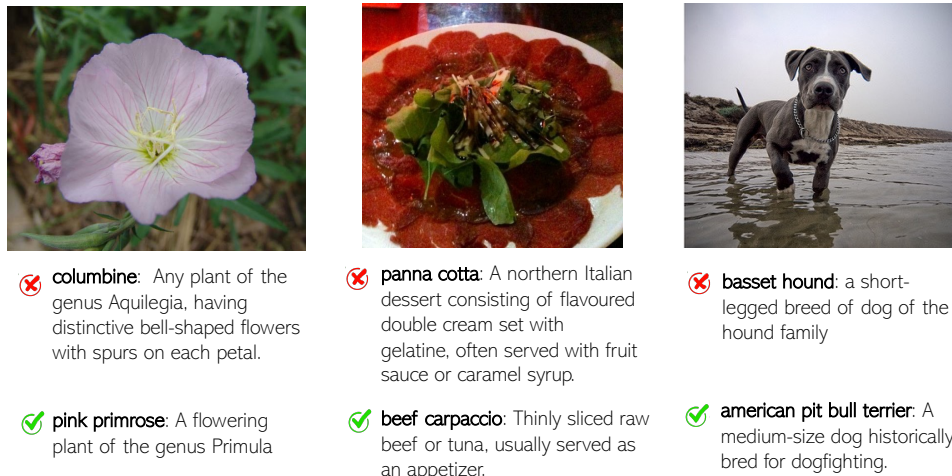 columbine: Any plant of the
genus Aquilegia, having
distinctive bell-shaped flowers
with spurs on each petal.
pink primrose: A flowering
plant of the genus Primula
panna cotta: A northern Italian
dessert consisting of flavoured
double cream set with
gelatine, often served with fruit
sauce or caramel syrup.
beef carpaccio: Thinly sliced raw
beef or tuna, usually served as
an appetizer.
basset hound: a short-
legged breed of dog of the
hound family
american pit bull terrier: A
medium-size dog historically
bred for dogfighting.